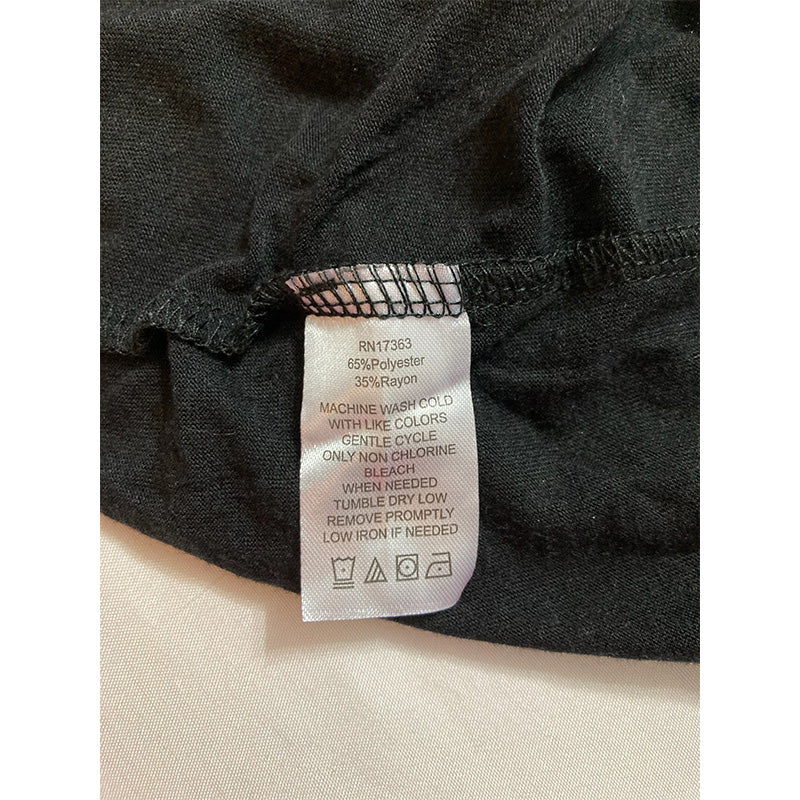 RN17363
65%Polyester
35%Rayon
MACHINE WASH COLD
WITH LIKE COLORS
GENTLE CYCLE
ONLY NON CHLORINE
BLEACH
WHEN NEEDED
TUMBLE DRY LOW
REMOVE PROMPTLY
LOW IRON IF NEEDED